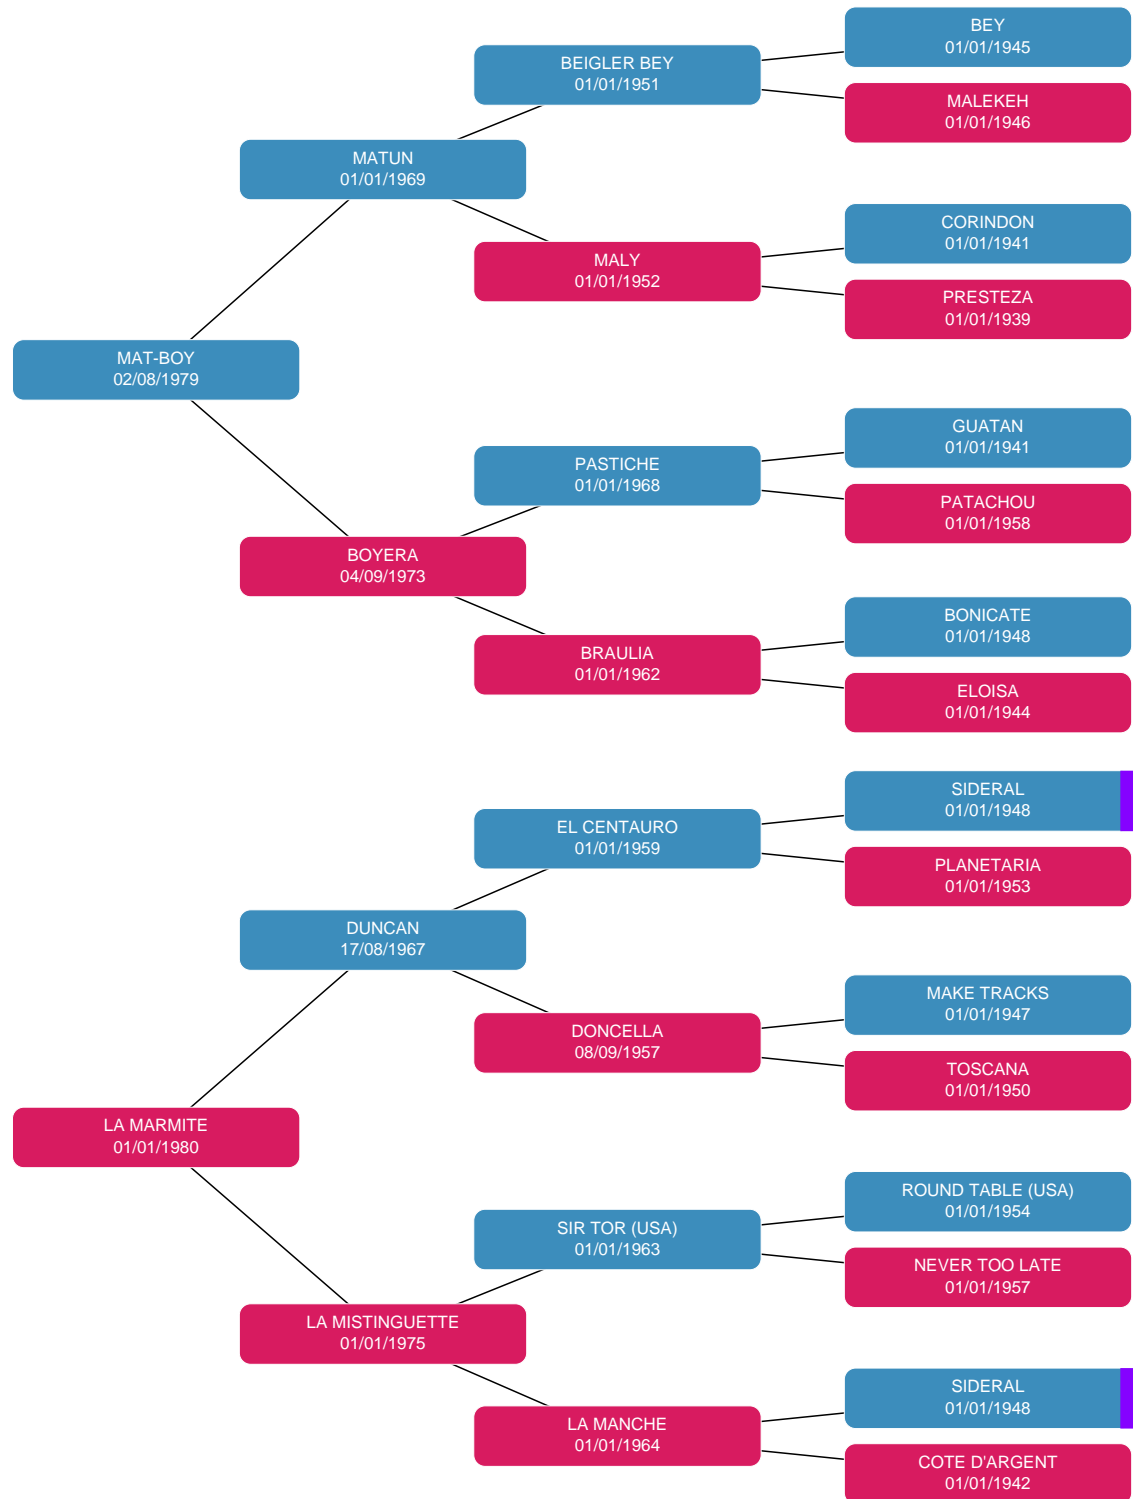 BEY
01/01/1945
BEIGLER BEY
01/01/1951
MALEKEH
01/01/1946
MATUN
01/01/1969
CORINDON
01/01/1941
MALY
01/01/1952
PRESTEZA
01/01/1939
MAT-BOY
02/08/1979
GUATAN
01/01/1941
PASTICHE
01/01/1968
PATACHOU
01/01/1958
BOYERA
04/09/1973
BONICATE
01/01/1948
BRAULIA
01/01/1962
ELOISA
01/01/1944
SIDERAL
01/01/1948
EL CENTAURO
01/01/1959
PLANETARIA
01/01/1953
DUNCAN
17/08/1967
MAKE TRACKS
01/01/1947
DONCELLA
08/09/1957
TOSCANA
01/01/1950
LA MARMITE
01/01/1980
ROUND TABLE (USA)
01/01/1954
SIR TOR (USA)
01/01/1963
NEVER TOO LATE
01/01/1957
LA MISTINGUETTE
01/01/1975
SIDERAL
01/01/1948
LA MANCHE
01/01/1964
COTE D'ARGENT
01/01/1942